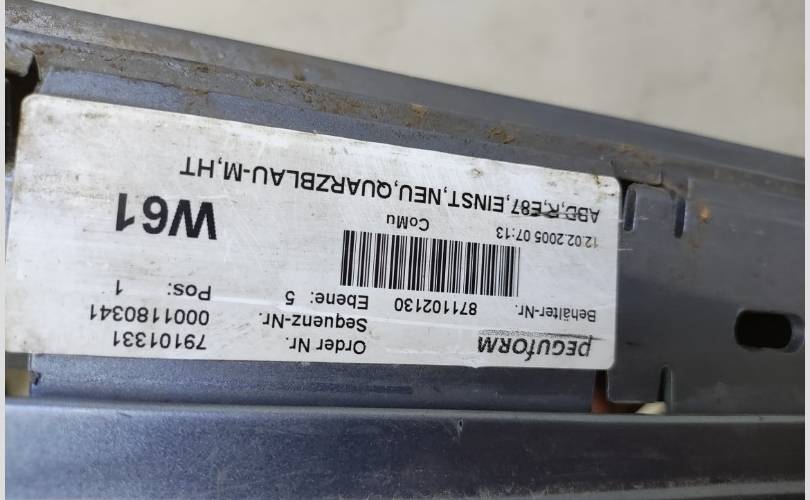 PEGUFORM Order Nr. 79101331
Sequenz-Nr. 0001180341
Behälter-Nr. 871102130 Ebene: 5 Pos: 1
12.02.2005 07:13 CoMu W61
ABD,R,E87,EINST,NEU,QUARZBLAU-M,HT